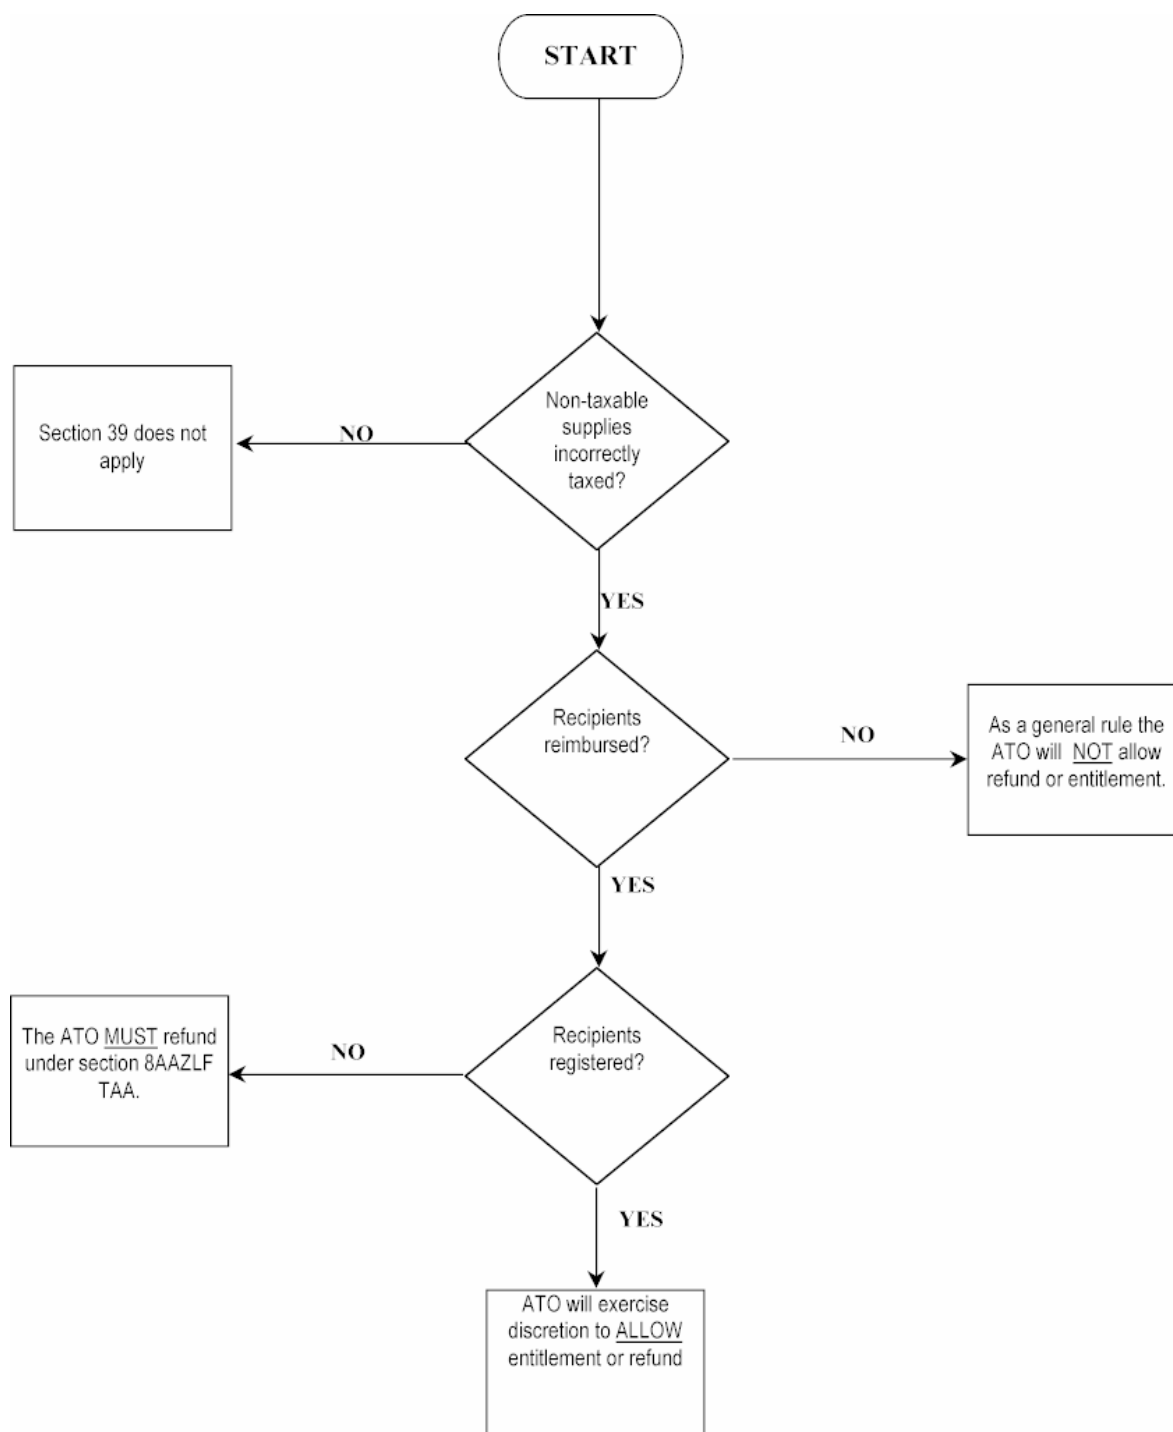 START
Non-taxable
supplies
incorrectly
taxed?
NO
Section 39 does not
apply
YES
Recipients
reimbursed?
NO
As a general rule the
ATO will NOT allow
refund or entitlement.
YES
Recipients
registered?
NO
The ATO MUST refund
under section 8AAZLF
TAA.
YES
ATO will exercise
discretion to ALLOW
entitlement or refund